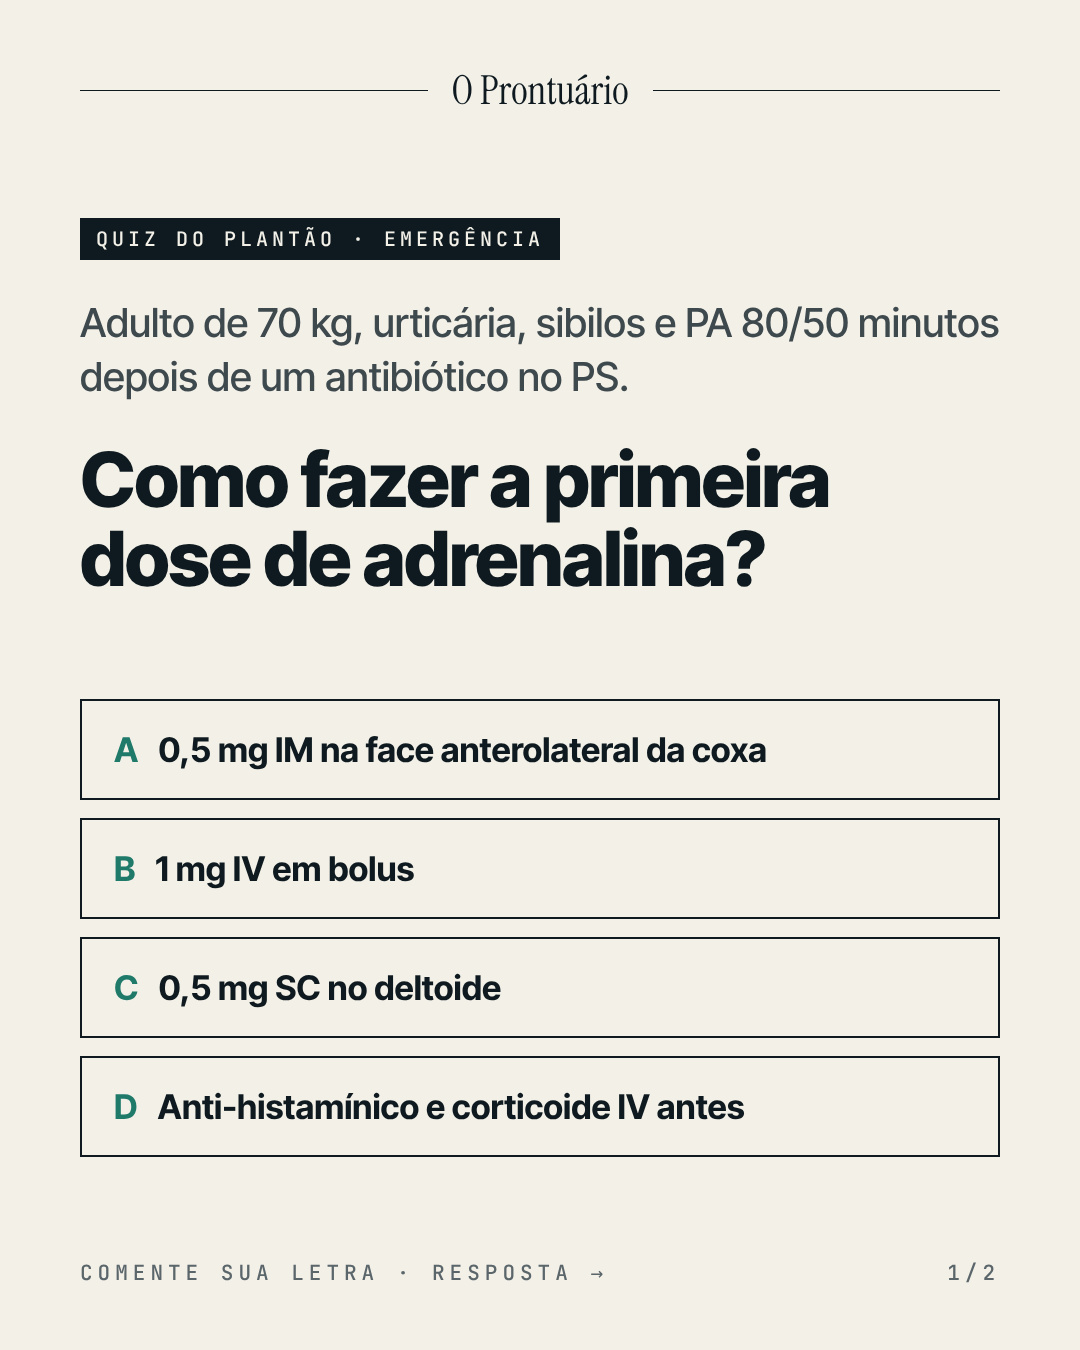 O Prontuário
QUIZ DO PLANTÃO · EMERGÊNCIA
Adulto de 70 kg, urticária, sibilos e PA 80/50 minutos
depois de um antibiótico no PS.
Como fazer a primeira
dose de adrenalina?
A 0,5 mg IM na face anterolateral da coxa
B 1 mg IV em bolus
C 0,5 mg SC no deltoide
D Anti-histamínico e corticoide IV antes
COMENTE SUA LETRA · RESPOSTA →
1/2